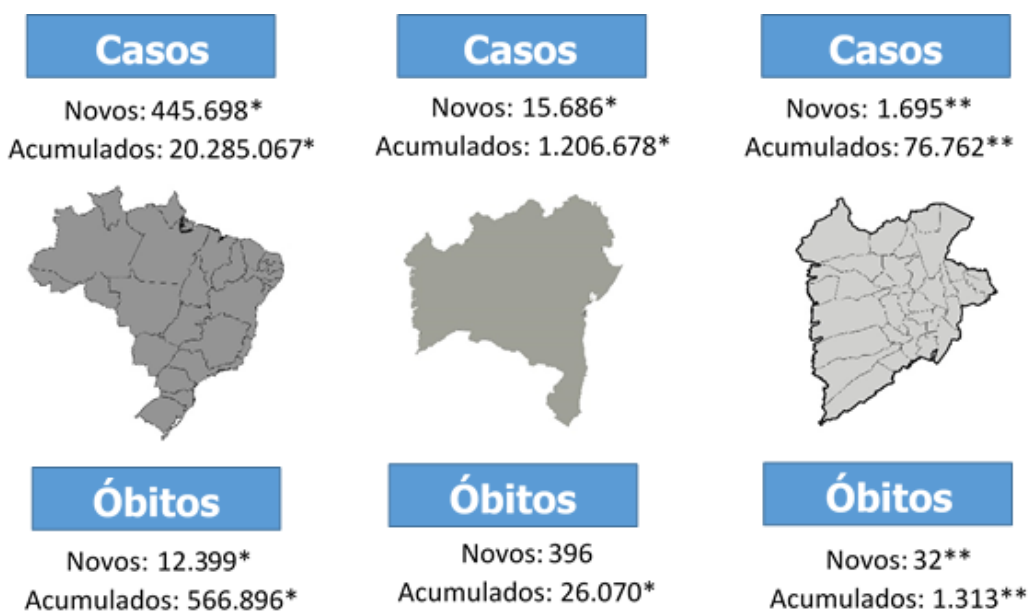 Casos
Novos: 445.698*
Acumulados: 20.285.067*
Casos
Novos: 15.686*
Acumulados: 1.206.678*
Casos
Novos: 1.695**
Acumulados: 76.762**
Óbitos
Novos: 12.399*
Acumulados: 566.896*
Óbitos
Novos: 396
Acumulados: 26.070*
Óbitos
Novos: 32**
Acumulados: 1.313**